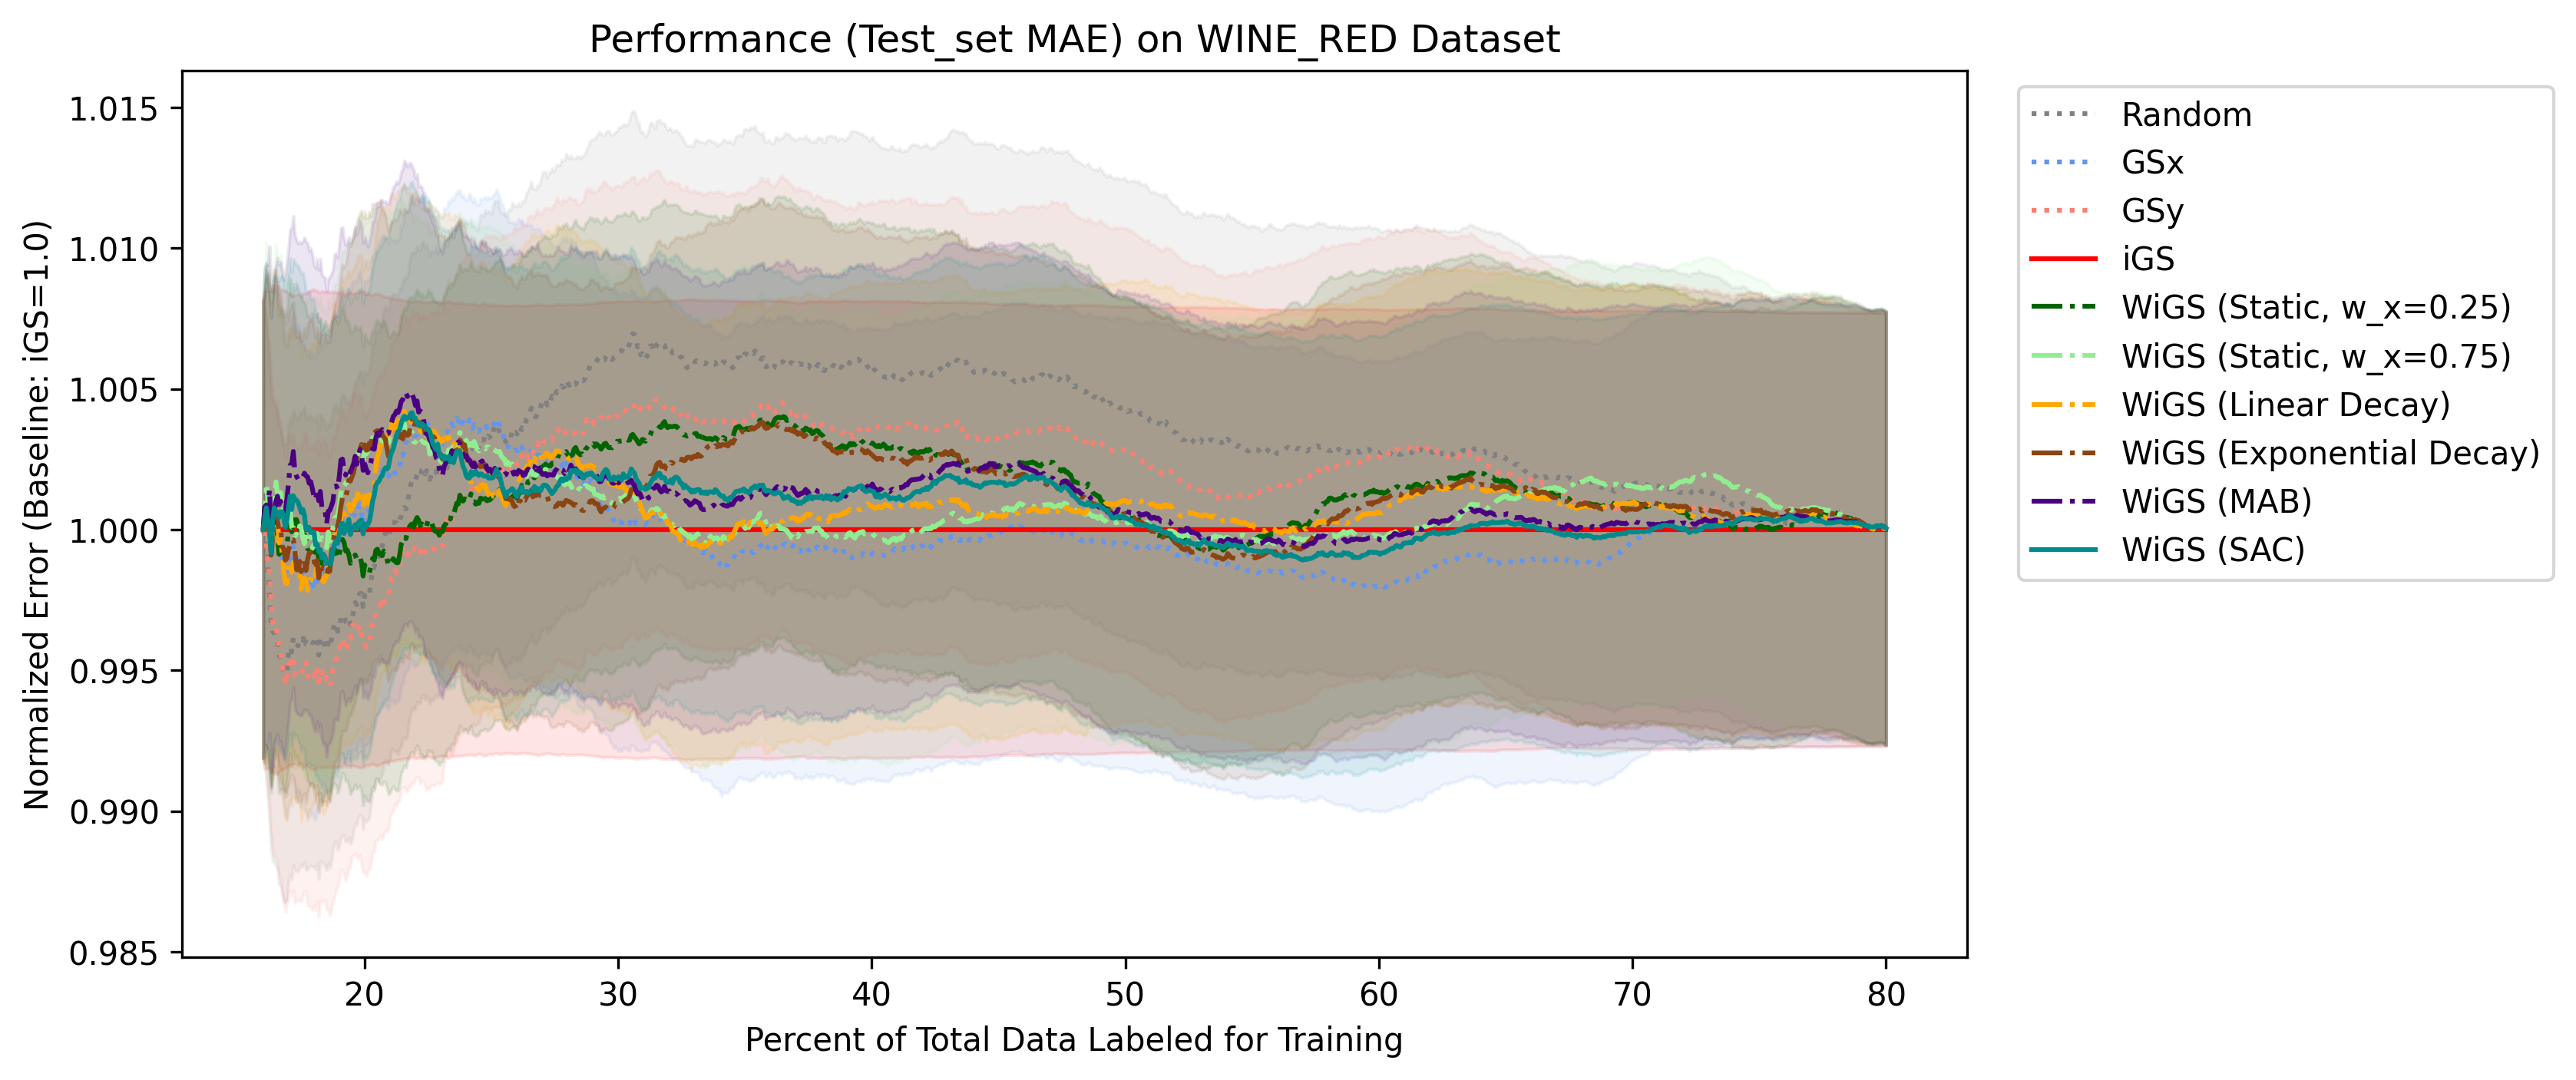 Performance (Test_set MAE) on WINE_RED Dataset
Normalized Error (Baseline: iGS=1.0)
1.015
1.010
1.005
1.000
0.995
0.990
0.985
20 30 40 50 60 70 80
Percent of Total Data Labeled for Training
Random
GSx
GSy
iGS
WiGS (Static, w_x=0.25)
WiGS (Static, w_x=0.75)
WiGS (Linear Decay)
WiGS (Exponential Decay)
WiGS (MAB)
WiGS (SAC)